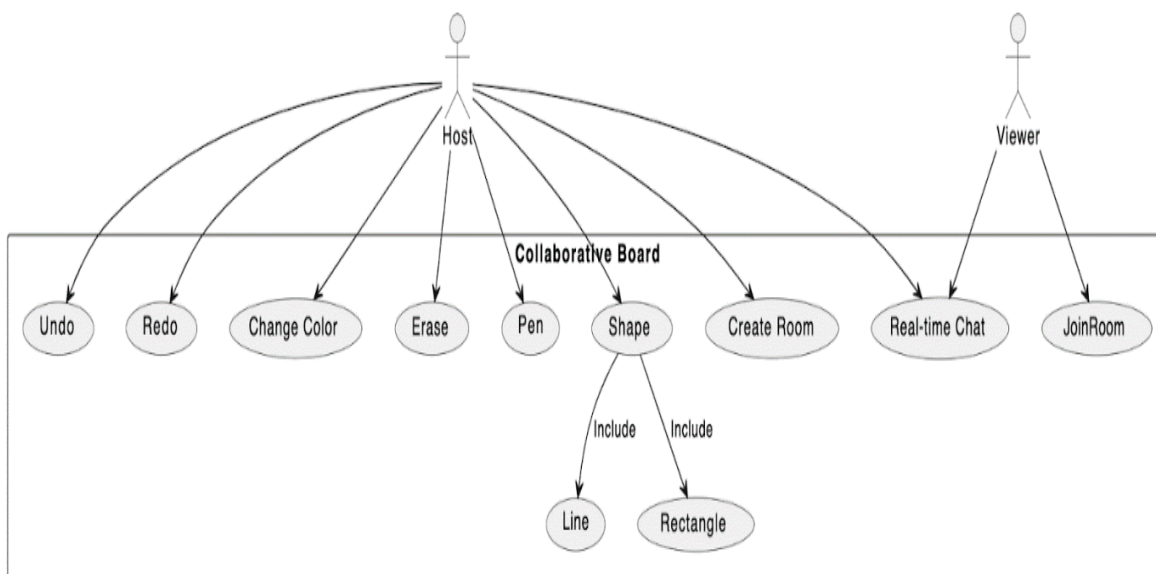 Host
Viewer
Collaborative Board
Undo
Redo
Change Color
Erase
Pen
Shape
Create Room
Real-time Chat
JoinRoom
Include
Include
Line
Rectangle